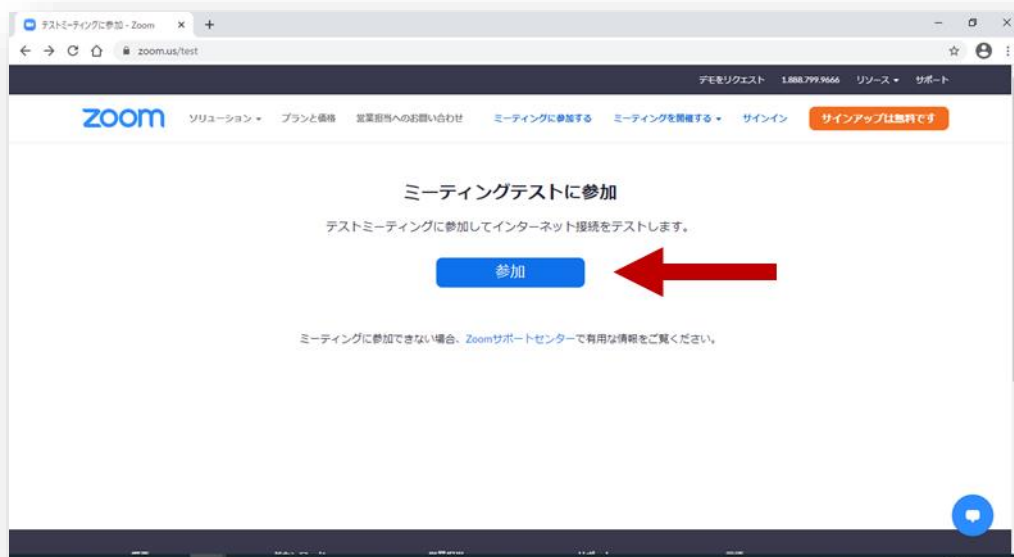 テストミーティングに参加 - Zoom
zoom.us/test
デモをリクエスト 1.888.799.9666 リソース サポート
zoom ソリューション プランと価格 営業担当へのお問い合わせ ミーティングに参加する ミーティングを開催する サインイン サインアップは無料です
ミーティングテストに参加
テストミーティングに参加してインターネット接続をテストします。
参加
ミーティングに参加できない場合、Zoomサポートセンターで有用な情報をご覧ください。